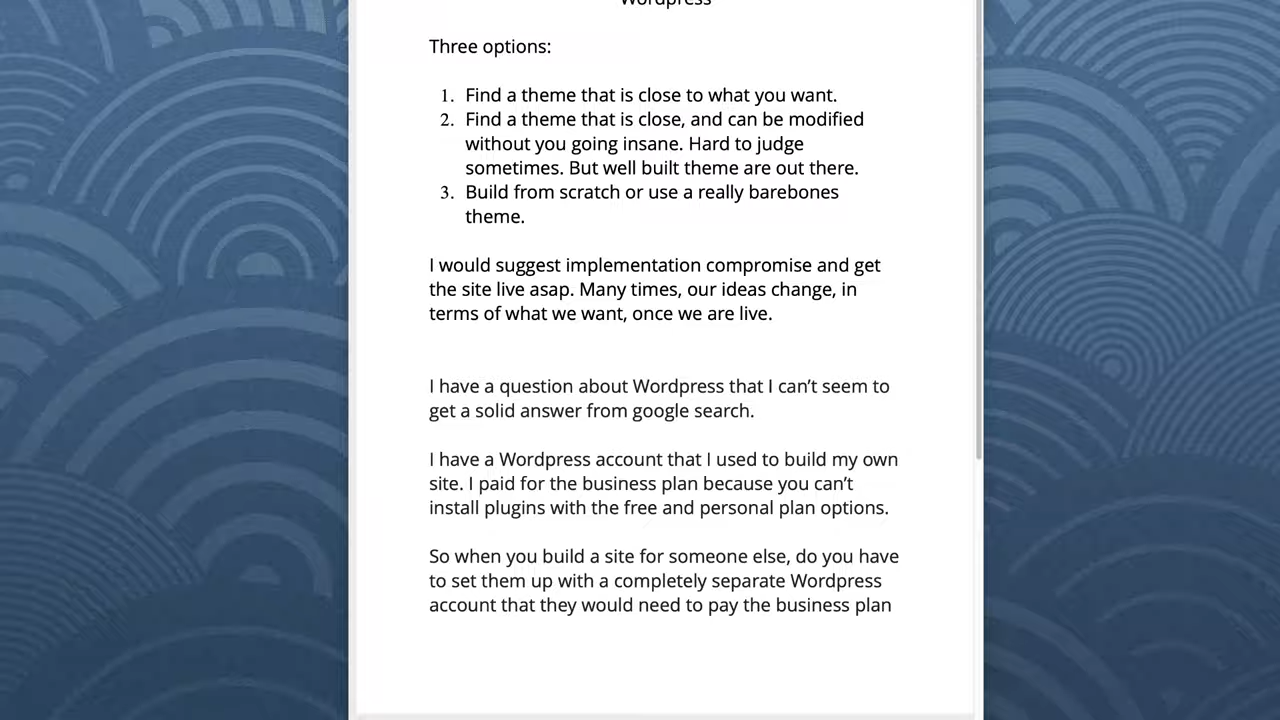 Wordpress
Three options:
1. Find a theme that is close to what you want.
2. Find a theme that is close, and can be modified
without you going insane. Hard to judge
sometimes. But well built theme are out there.
3. Build from scratch or use a really barebones
theme.
I would suggest implementation compromise and get
the site live asap. Many times, our ideas change, in
terms of what we want, once we are live.
I have a question about Wordpress that I can’t seem to
get a solid answer from google search.
I have a Wordpress account that I used to build my own
site. I paid for the business plan because you can’t
install plugins with the free and personal plan options.
So when you build a site for someone else, do you have
to set them up with a completely separate Wordpress
account that they would need to pay the business plan